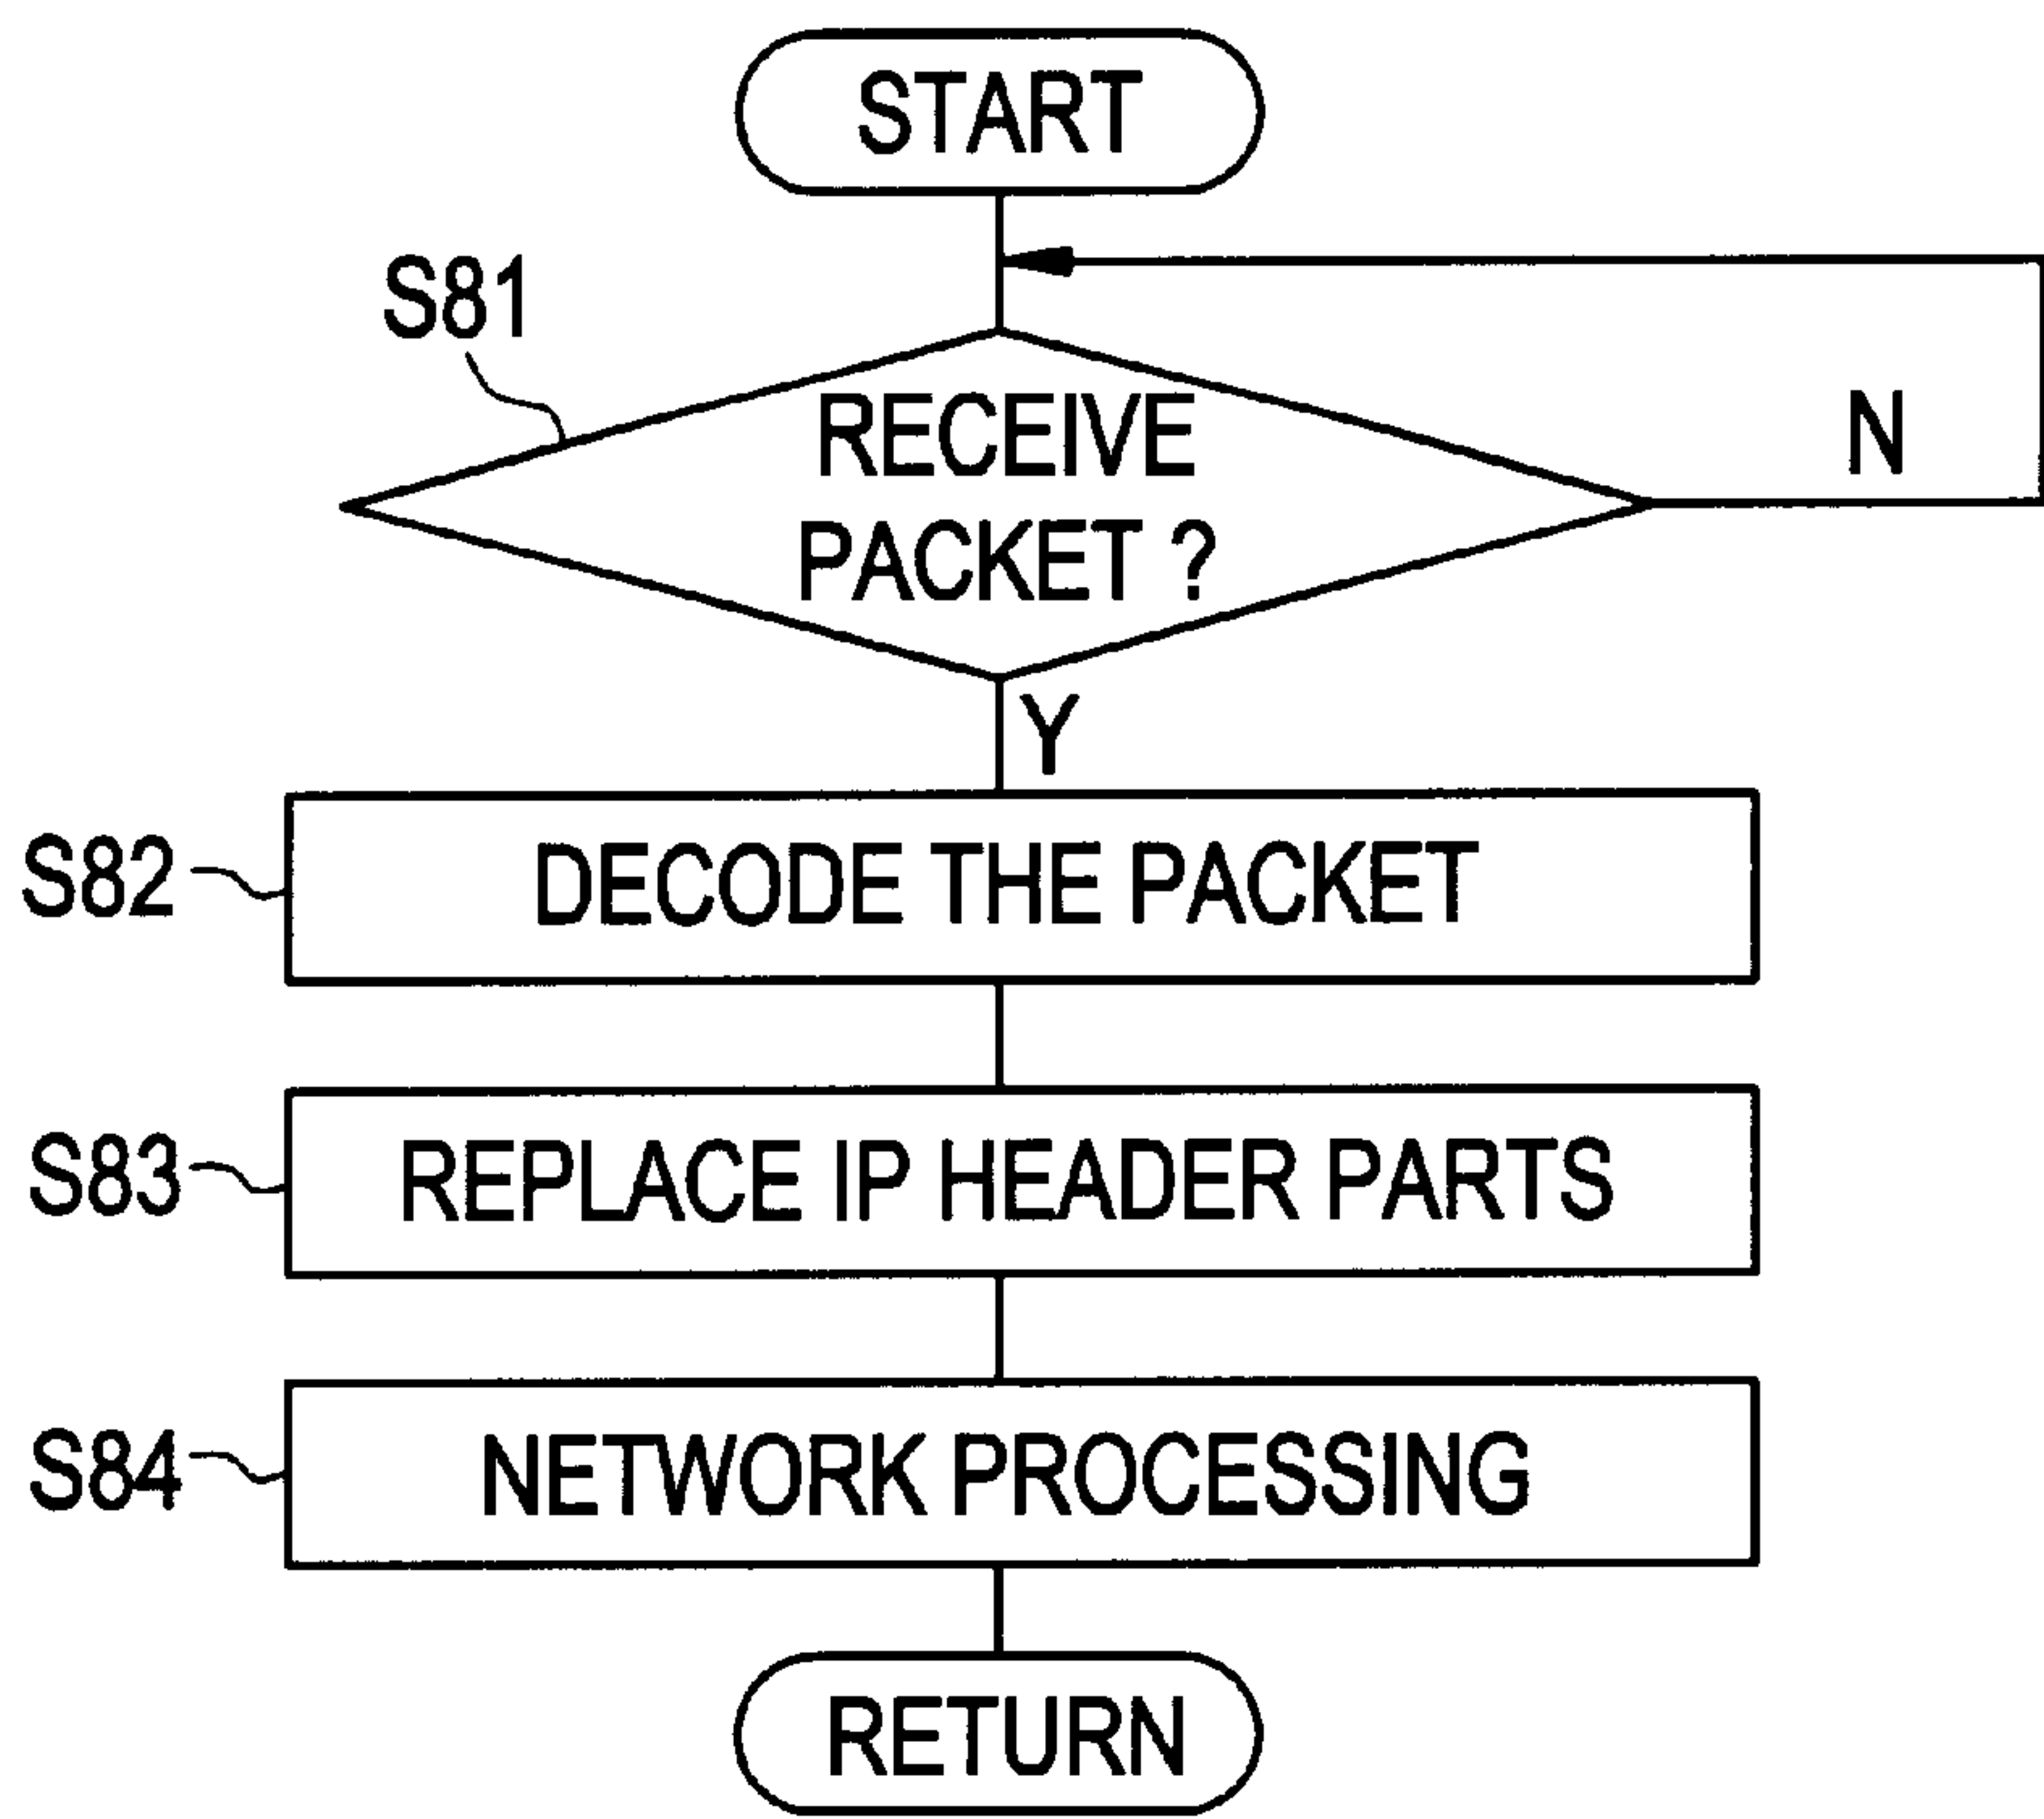 START
S81
RECEIVE
PACKET ?
N
Y
S82
DECODE THE PACKET
S83
REPLACE IP HEADER PARTS
S84
NETWORK PROCESSING
RETURN